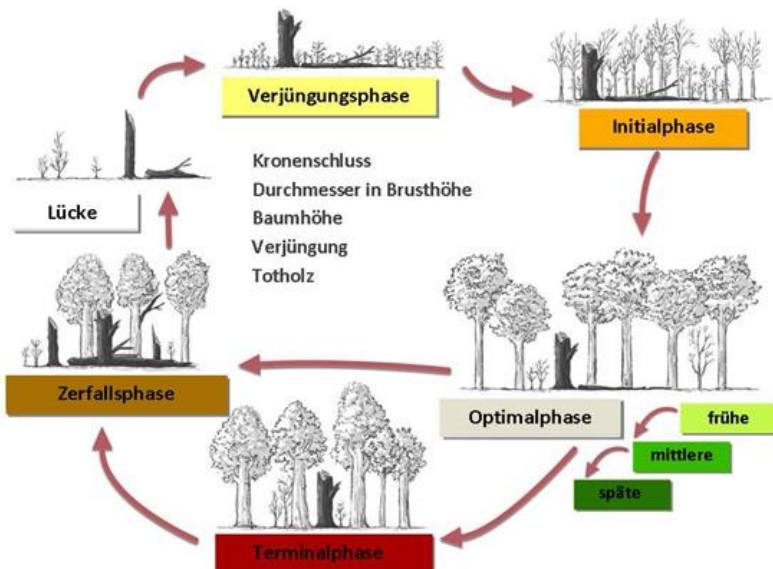 Verjüngungsphase
Initialphase
Kronenschluss
Durchmesser in Brusthöhe
Baumhöhe
Verjüngung
Totholz
Lücke
Zerfallsphase
Optimalphase
frühe
mittlere
späte
Terminalphase